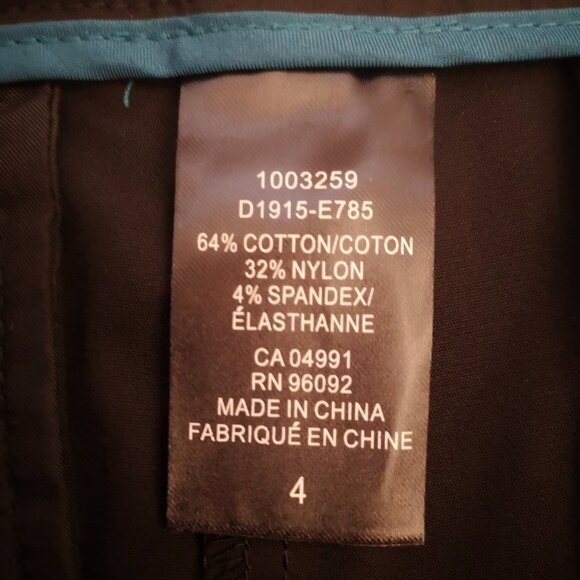 1003259
D1915-E785
64% COTTON/COTON
32% NYLON
4% SPANDEX/
ÉLASTHANNE
CA 04991
RN 96092
MADE IN CHINA
FABRIQUÉ EN CHINE
4